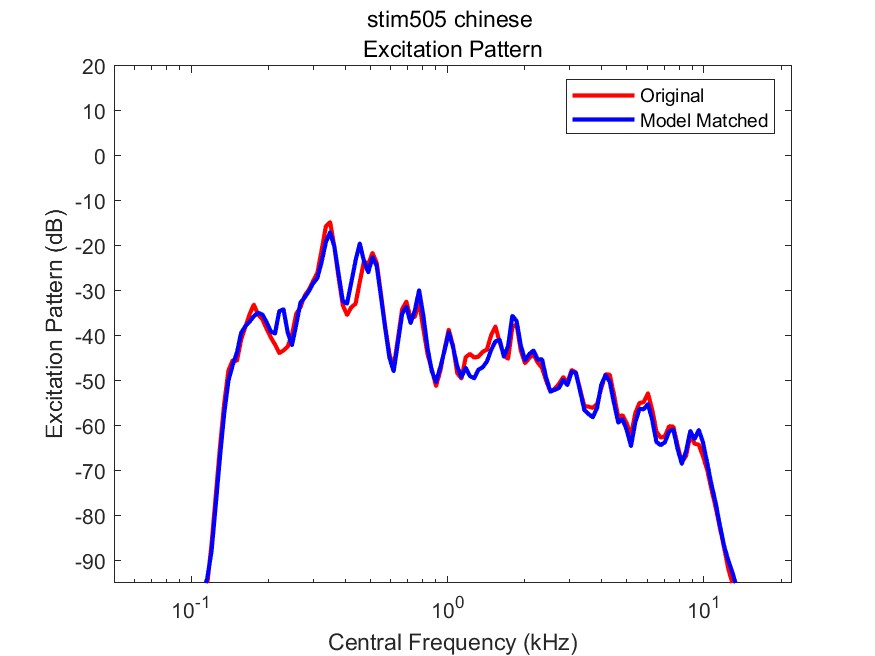 stim505 chinese
Excitation Pattern
Original
Model Matched
Excitation Pattern (dB)
20
10
0
-10
-20
-30
-40
-50
-60
-70
-80
-90
10^-1
10^0
10^1
Central Frequency (kHz)